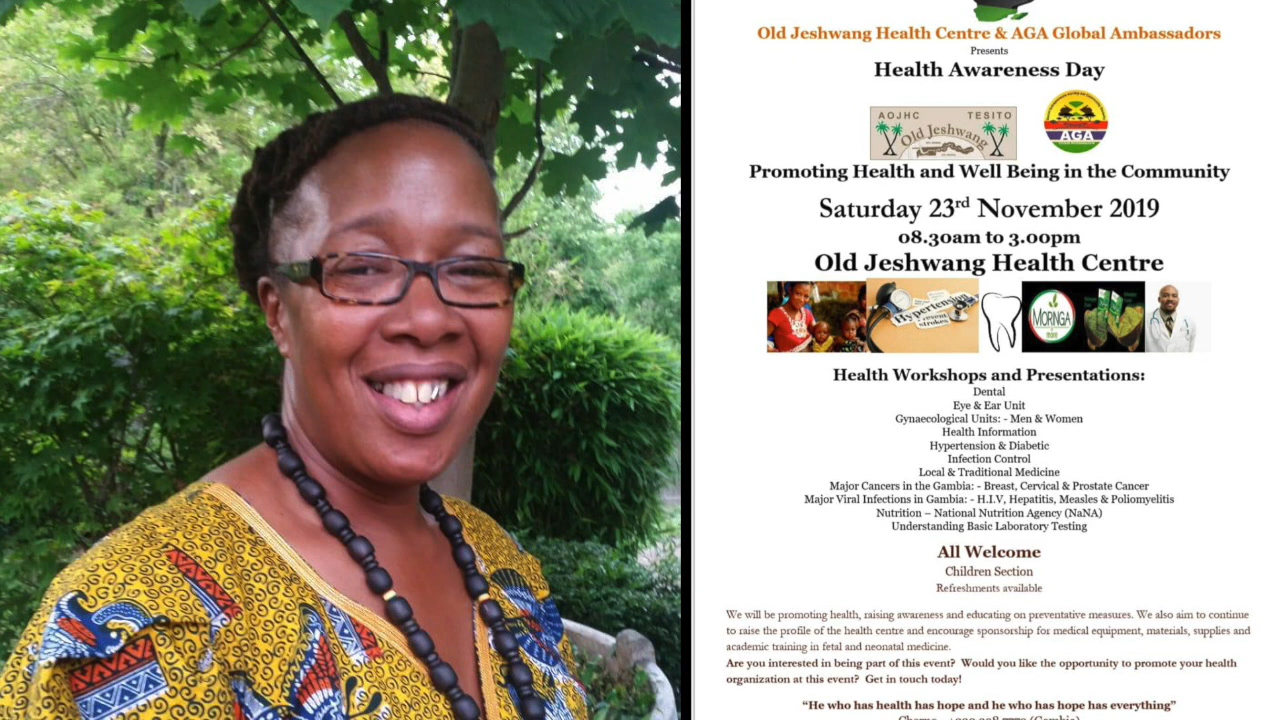 Old Jeshwang Health Centre & AGA Global Ambassadors
Presents
Health Awareness Day
AOJHC TESITO
Old Jeshwang
AGA
Promoting Health and Well Being in the Community
Saturday 23rd November 2019
08.30am to 3.00pm
Old Jeshwang Health Centre
Hypertension
Prevent
strokes
MORINGA
Health Workshops and Presentations:
Dental
Eye & Ear Unit
Gynaecological Units: - Men & Women
Health Information
Hypertension & Diabetic
Infection Control
Local & Traditional Medicine
Major Cancers in the Gambia: - Breast, Cervical & Prostate Cancer
Major Viral Infections in Gambia: - H.I.V, Hepatitis, Measles & Poliomyelitis
Nutrition – National Nutrition Agency (NaNA)
Understanding Basic Laboratory Testing
All Welcome
Children Section
Refreshments available
We will be promoting health, raising awareness and educating on preventative measures. We also aim to continue
to raise the profile of the health centre and encourage sponsorship for medical equipment, materials, supplies and
academic training in fetal and neonatal medicine.
Are you interested in being part of this event? Would you like the opportunity to promote your health
organization at this event? Get in touch today!
“He who has health has hope and he who has hope has everything”